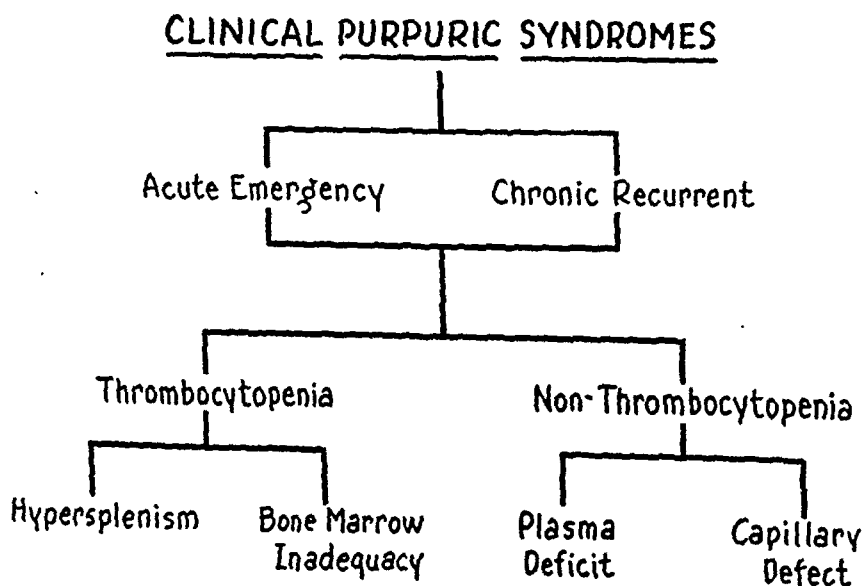 CLINICAL PURPURIC SYNDROMES
Acute Emergency
Chronic Recurrent
Thrombocytopenia
Non-Thrombocytopenia
Hypersplenism
Bone Marrow
Inadequacy
Plasma
Deficit
Capillary
Defect